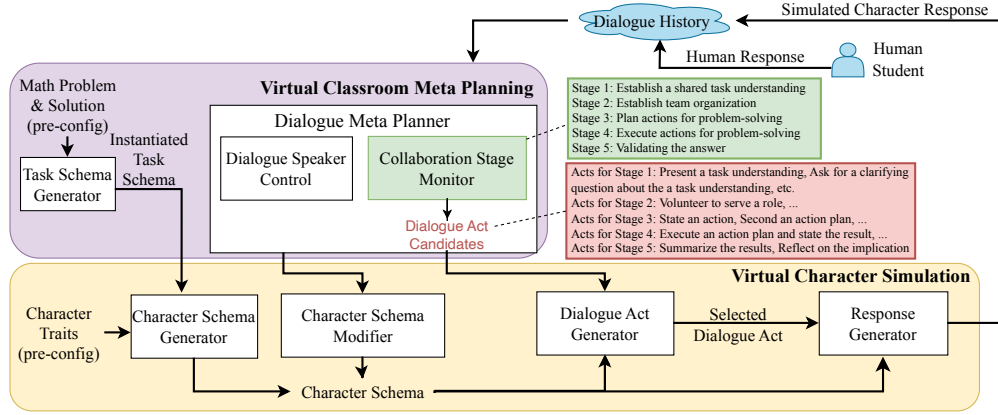 Simulated Character Response
Dialogue History
Human Response
Human
Student
Virtual Classroom Meta Planning
Math Problem
& Solution
(pre-config)
Instantiated
Task
Schema
Task Schema
Generator
Dialogue Meta Planner
Dialogue Speaker
Control
Collaboration Stage
Monitor
Dialogue Act
Candidates
Stage 1: Establish a shared task understanding
Stage 2: Establish team organization
Stage 3: Plan actions for problem-solving
Stage 4: Execute actions for problem-solving
Stage 5: Validating the answer
Acts for Stage 1: Present a task understanding, Ask for a clarifying
question about the a task understanding, etc.
Acts for Stage 2: Volunteer to serve a role, ...
Acts for Stage 3: State an action, Second an action plan, ...
Acts for Stage 4: Execute an action plan and state the result, ...
Acts for Stage 5: Summarize the results, Reflect on the implication
Virtual Character Simulation
Character
Traits
(pre-config)
Character Schema
Generator
Character Schema
Modifier
Character Schema
Dialogue Act
Generator
Selected
Dialogue Act
Response
Generator